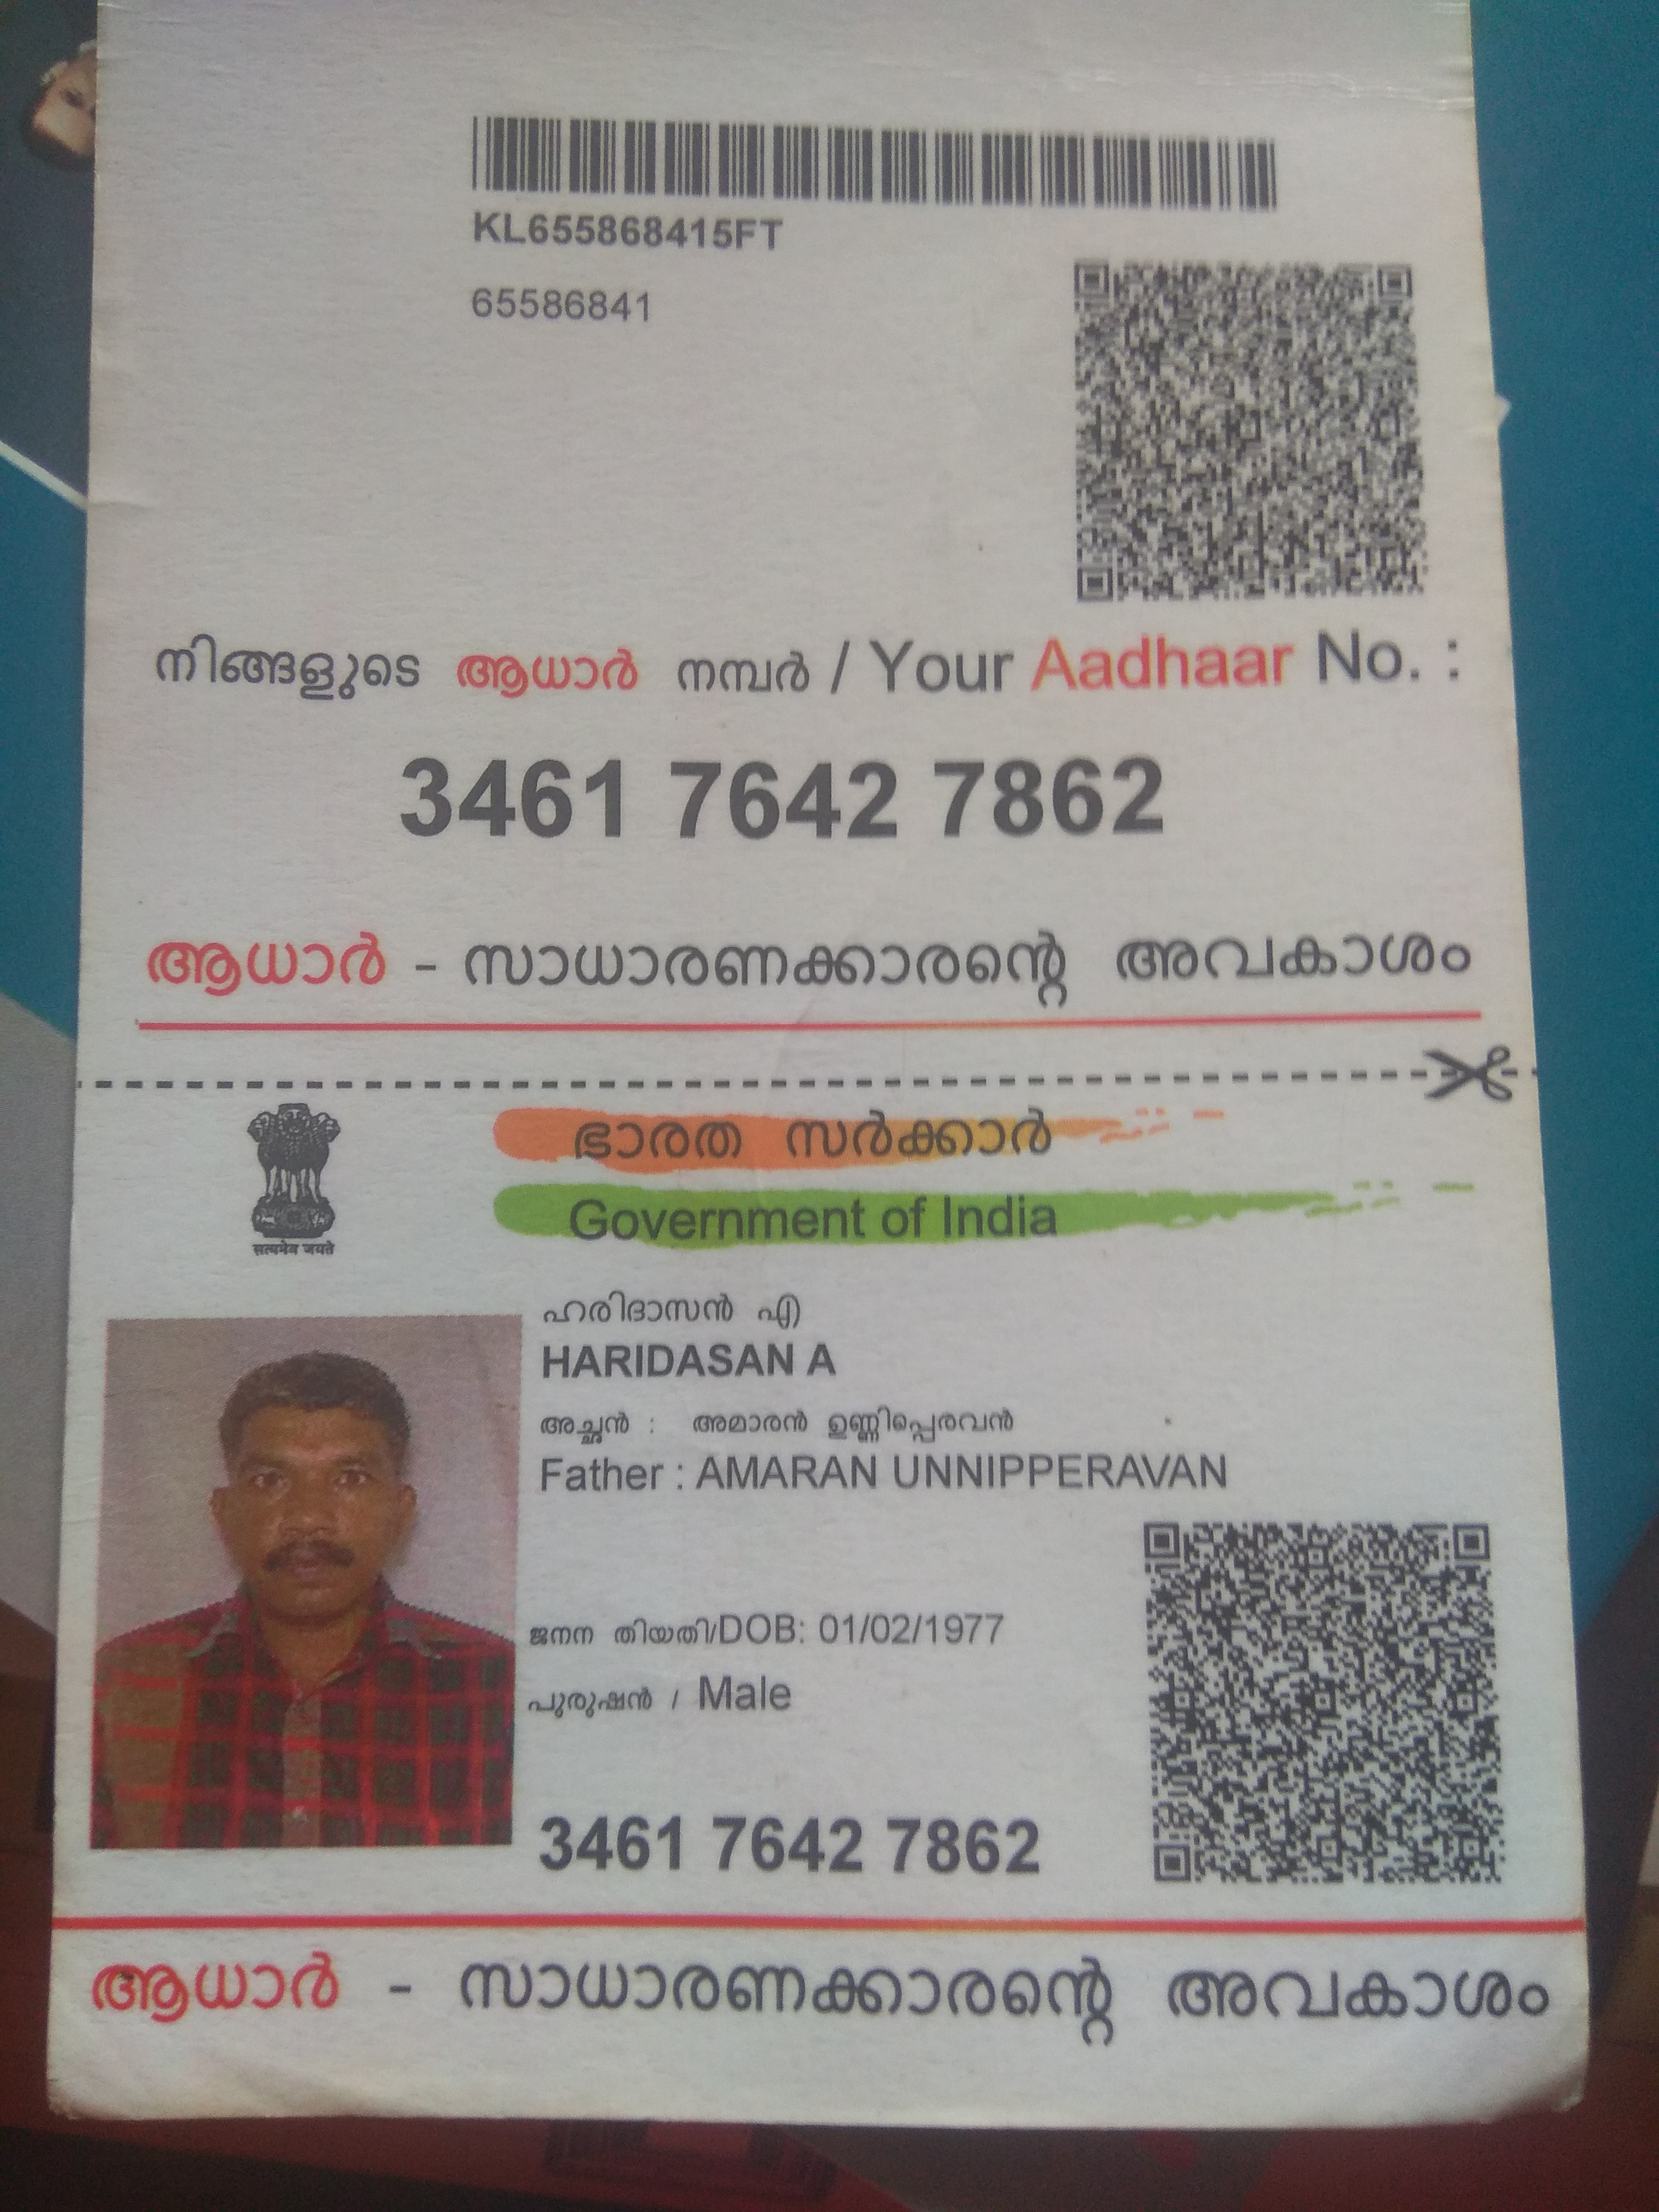 KL655868415FT
65586841
നിങ്ങളുടെ ആധാർ നമ്പർ / Your Aadhaar No. :
3461 7642 7862
ആധാർ - സാധാരണക്കാരന്റെ അവകാശം
ഭാരത സർക്കാർ
Government of India
सत्यमेव जयते
ഹരിദാസൻ എ
HARIDASAN A
അച്ഛൻ : അമാരൻ ഉണ്ണിപ്പെരവൻ
Father : AMARAN UNNIPPERAVAN
ജനന തിയതി/DOB: 01/02/1977
പുരുഷൻ / Male
3461 7642 7862
ആധാർ - സാധാരണക്കാരന്റെ അവകാശം